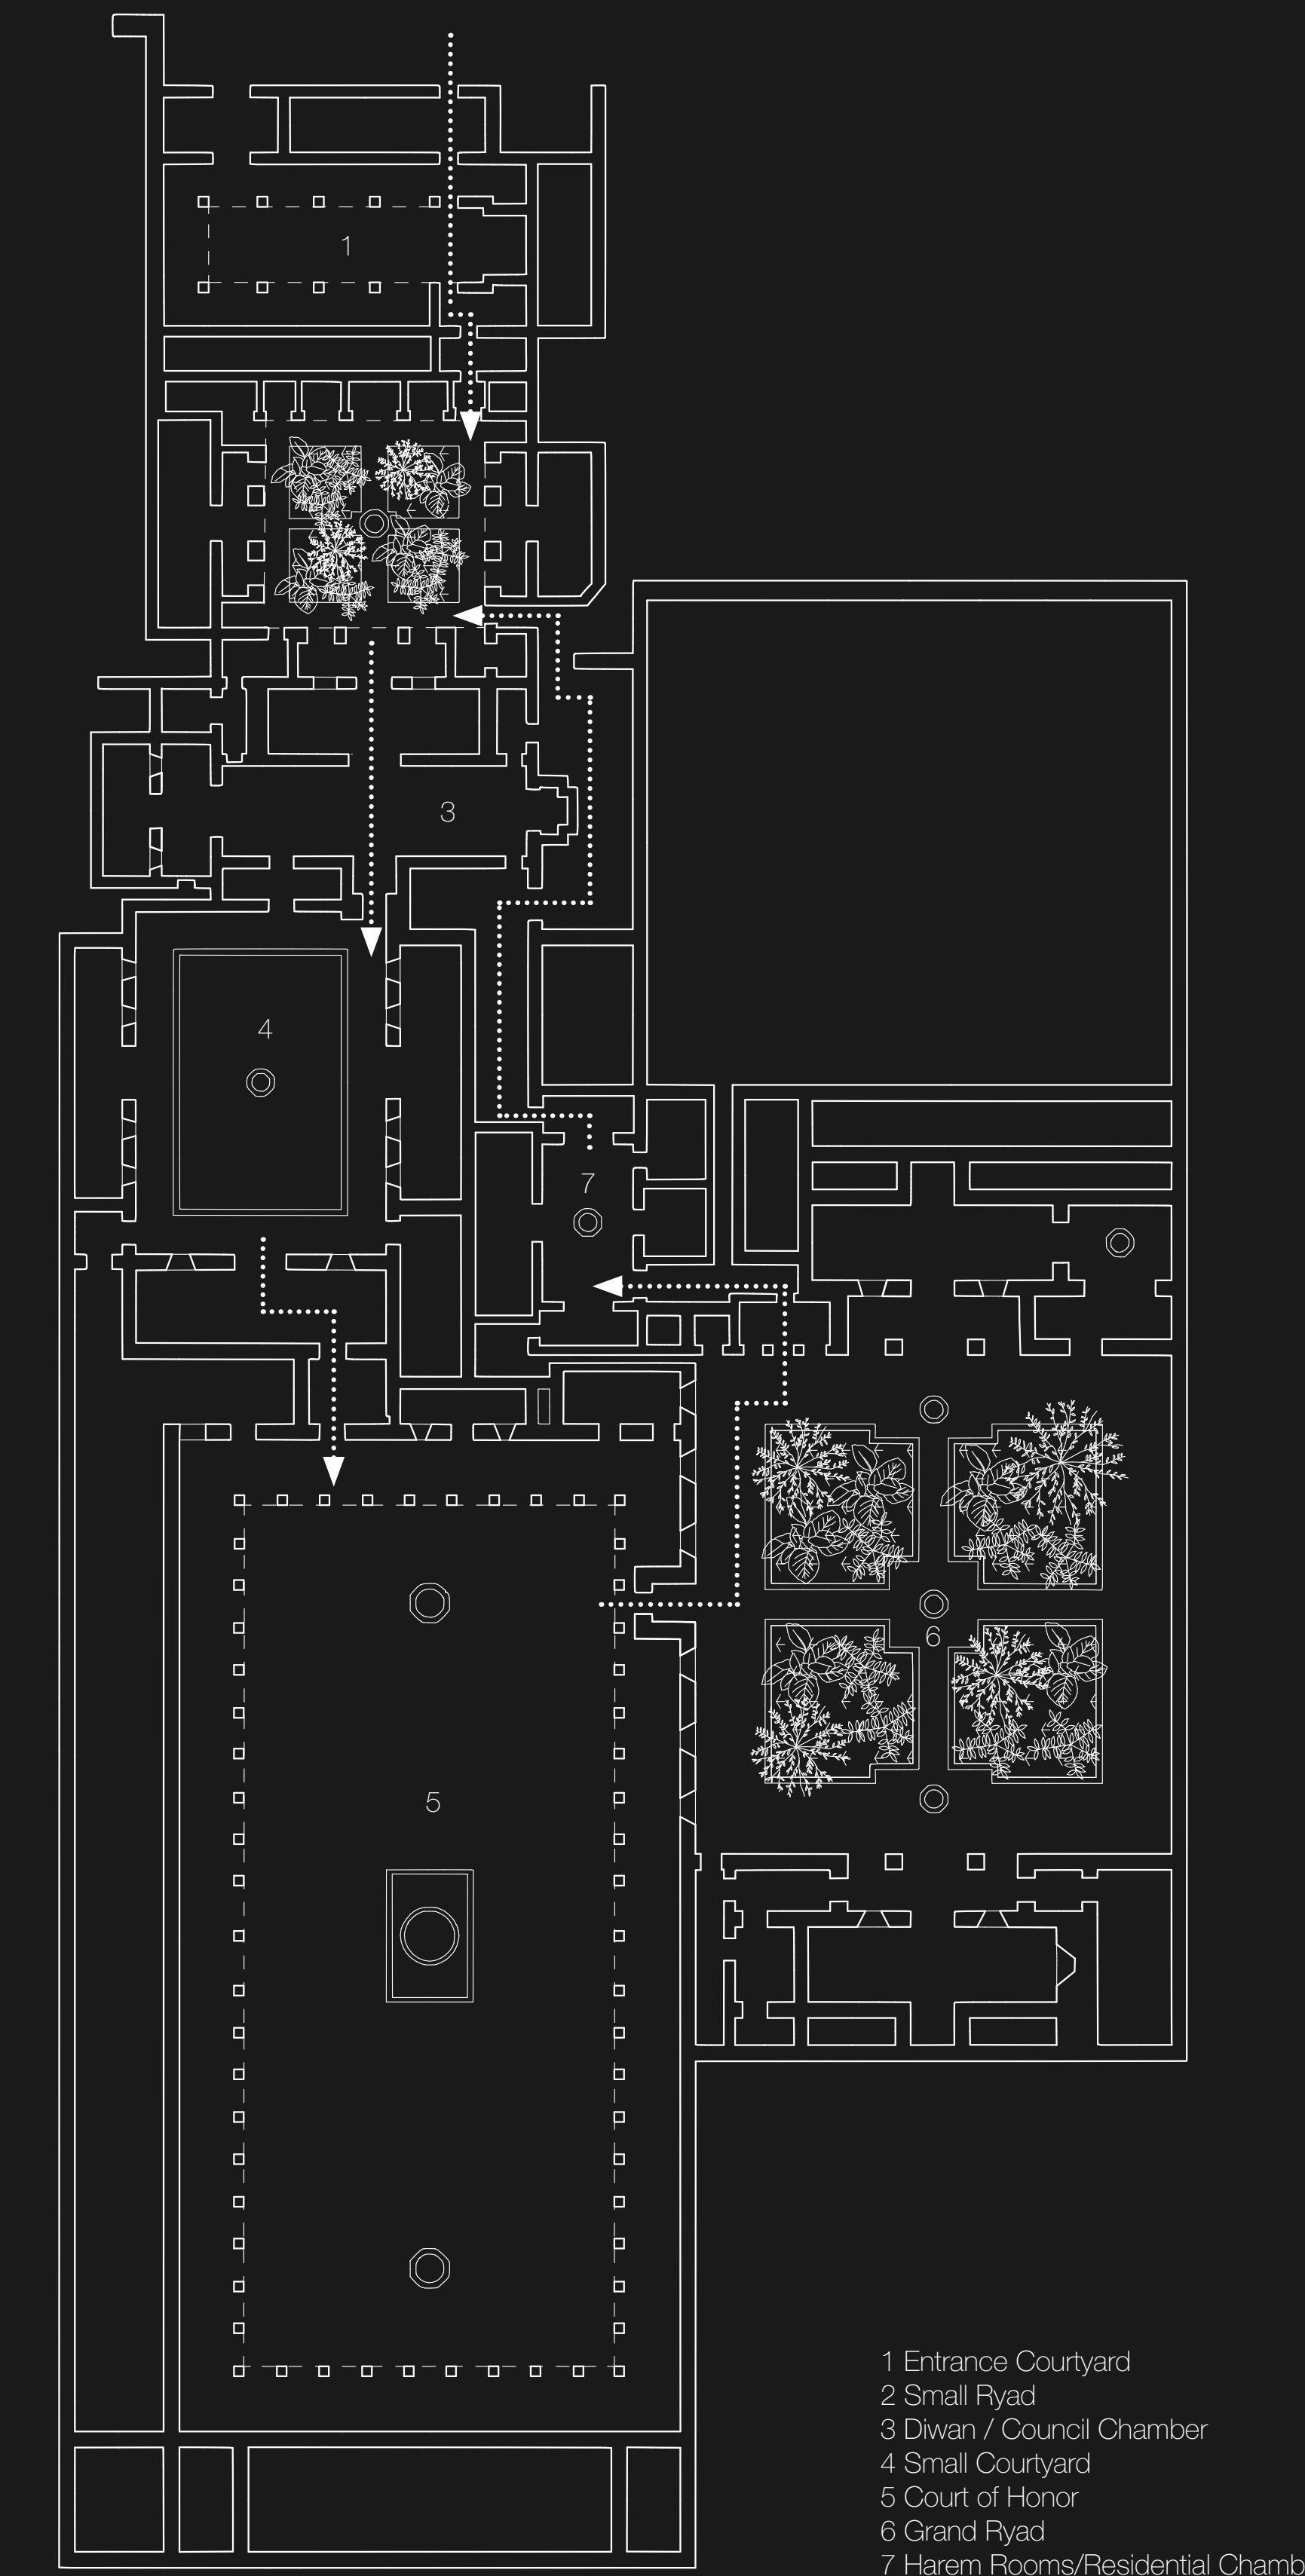 1
3
4
7
6
5
1 Entrance Courtyard
2 Small Ryad
3 Diwan / Council Chamber
4 Small Courtyard
5 Court of Honor
6 Grand Ryad
7 Harem Rooms/Residential Chamb